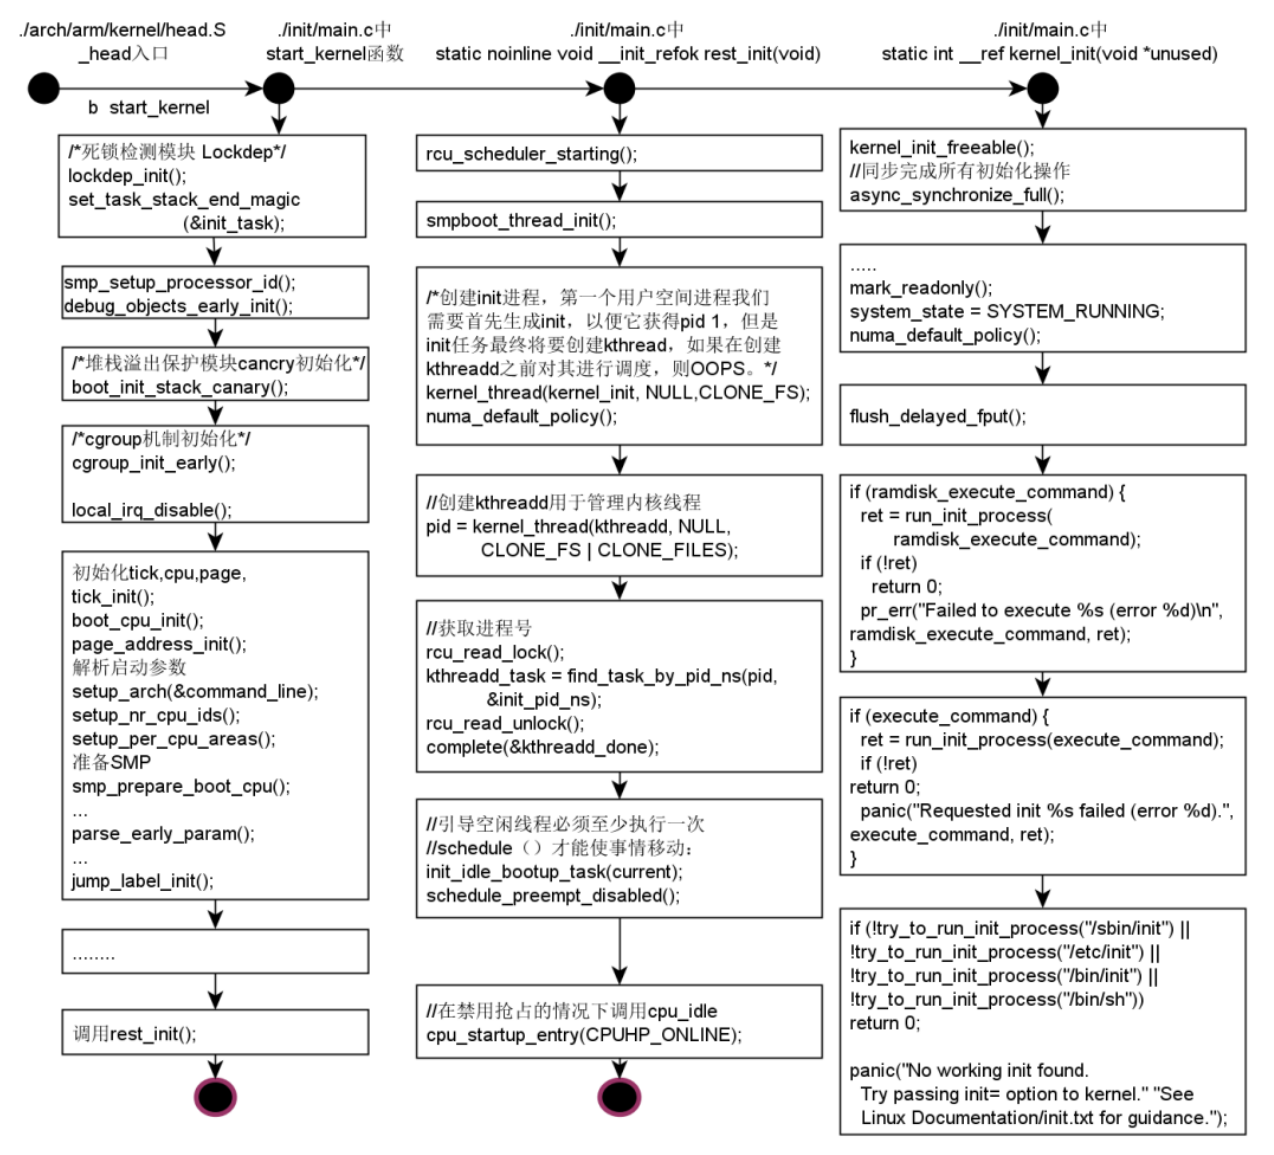 ./arch/arm/kernel/head.S
_head入口
b start_kernel
./init/main.c中
start_kernel函数
/*死锁检测模块 Lockdep*/
lockdep_init();
set_task_stack_end_magic
(&init_task);
smp_setup_processor_id();
debug_objects_early_init();
/*堆栈溢出保护模块cancry初始化*/
boot_init_stack_canary();
/*cgroup机制初始化*/
cgroup_init_early();
local_irq_disable();
初始化tick,cpu,page,
tick_init();
boot_cpu_init();
page_address_init();
解析启动参数
setup_arch(&command_line);
setup_nr_cpu_ids();
setup_per_cpu_areas();
准备SMP
smp_prepare_boot_cpu();
...
parse_early_param();
...
jump_label_init();
........
调用rest_init();
./init/main.c中
static noinline void __init_refok rest_init(void)
rcu_scheduler_starting();
smpboot_thread_init();
/*创建init进程，第一个用户空间进程我们
需要首先生成init，以便它获得pid 1，但是
init任务最终将要创建kthread，如果在创建
kthreadd之前对其进行调度，则OOPS。*/
kernel_thread(kernel_init, NULL,CLONE_FS);
numa_default_policy();
//创建kthreadd用于管理内核线程
pid = kernel_thread(kthreadd, NULL,
CLONE_FS | CLONE_FILES);
//获取进程号
rcu_read_lock();
kthreadd_task = find_task_by_pid_ns(pid,
&init_pid_ns);
rcu_read_unlock();
complete(&kthreadd_done);
//引导空闲线程必须至少执行一次
//schedule（）才能使事情移动：
init_idle_bootup_task(current);
schedule_preempt_disabled();
//在禁用抢占的情况下调用cpu_idle
cpu_startup_entry(CPUHP_ONLINE);
./init/main.c中
static int __ref kernel_init(void *unused)
kernel_init_freeable();
//同步完成所有初始化操作
async_synchronize_full();
.....
mark_readonly();
system_state = SYSTEM_RUNNING;
numa_default_policy();
flush_delayed_fput();
if (ramdisk_execute_command) {
ret = run_init_process(
ramdisk_execute_command);
if (!ret)
return 0;
pr_err("Failed to execute %s (error %d)\n",
ramdisk_execute_command, ret);
}
if (execute_command) {
ret = run_init_process(execute_command);
if (!ret)
return 0;
panic("Requested init %s failed (error %d).",
execute_command, ret);
}
if (!try_to_run_init_process("/sbin/init") ||
!try_to_run_init_process("/etc/init") ||
!try_to_run_init_process("/bin/init") ||
!try_to_run_init_process("/bin/sh"))
return 0;
panic("No working init found.
Try passing init= option to kernel." "See
Linux Documentation/init.txt for guidance.");